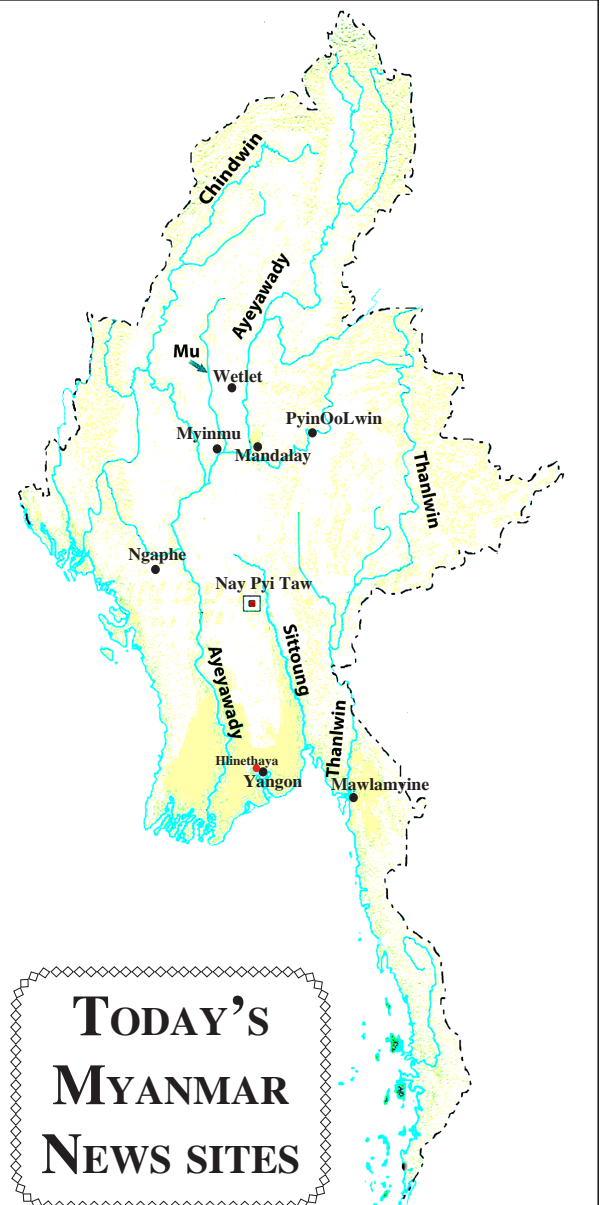 Chindwin
Ayeyawady
Mu
Wetlet
PyinOoLwin
Myinmu
Mandalay
Thanlwin
Ngaphe
Nay Pyi Taw
Sittoung
Ayeyawady
Thanlwin
Hlinethaya
Yangon
Mawlamyine
TODAY'S
MYANMAR
NEWS SITES